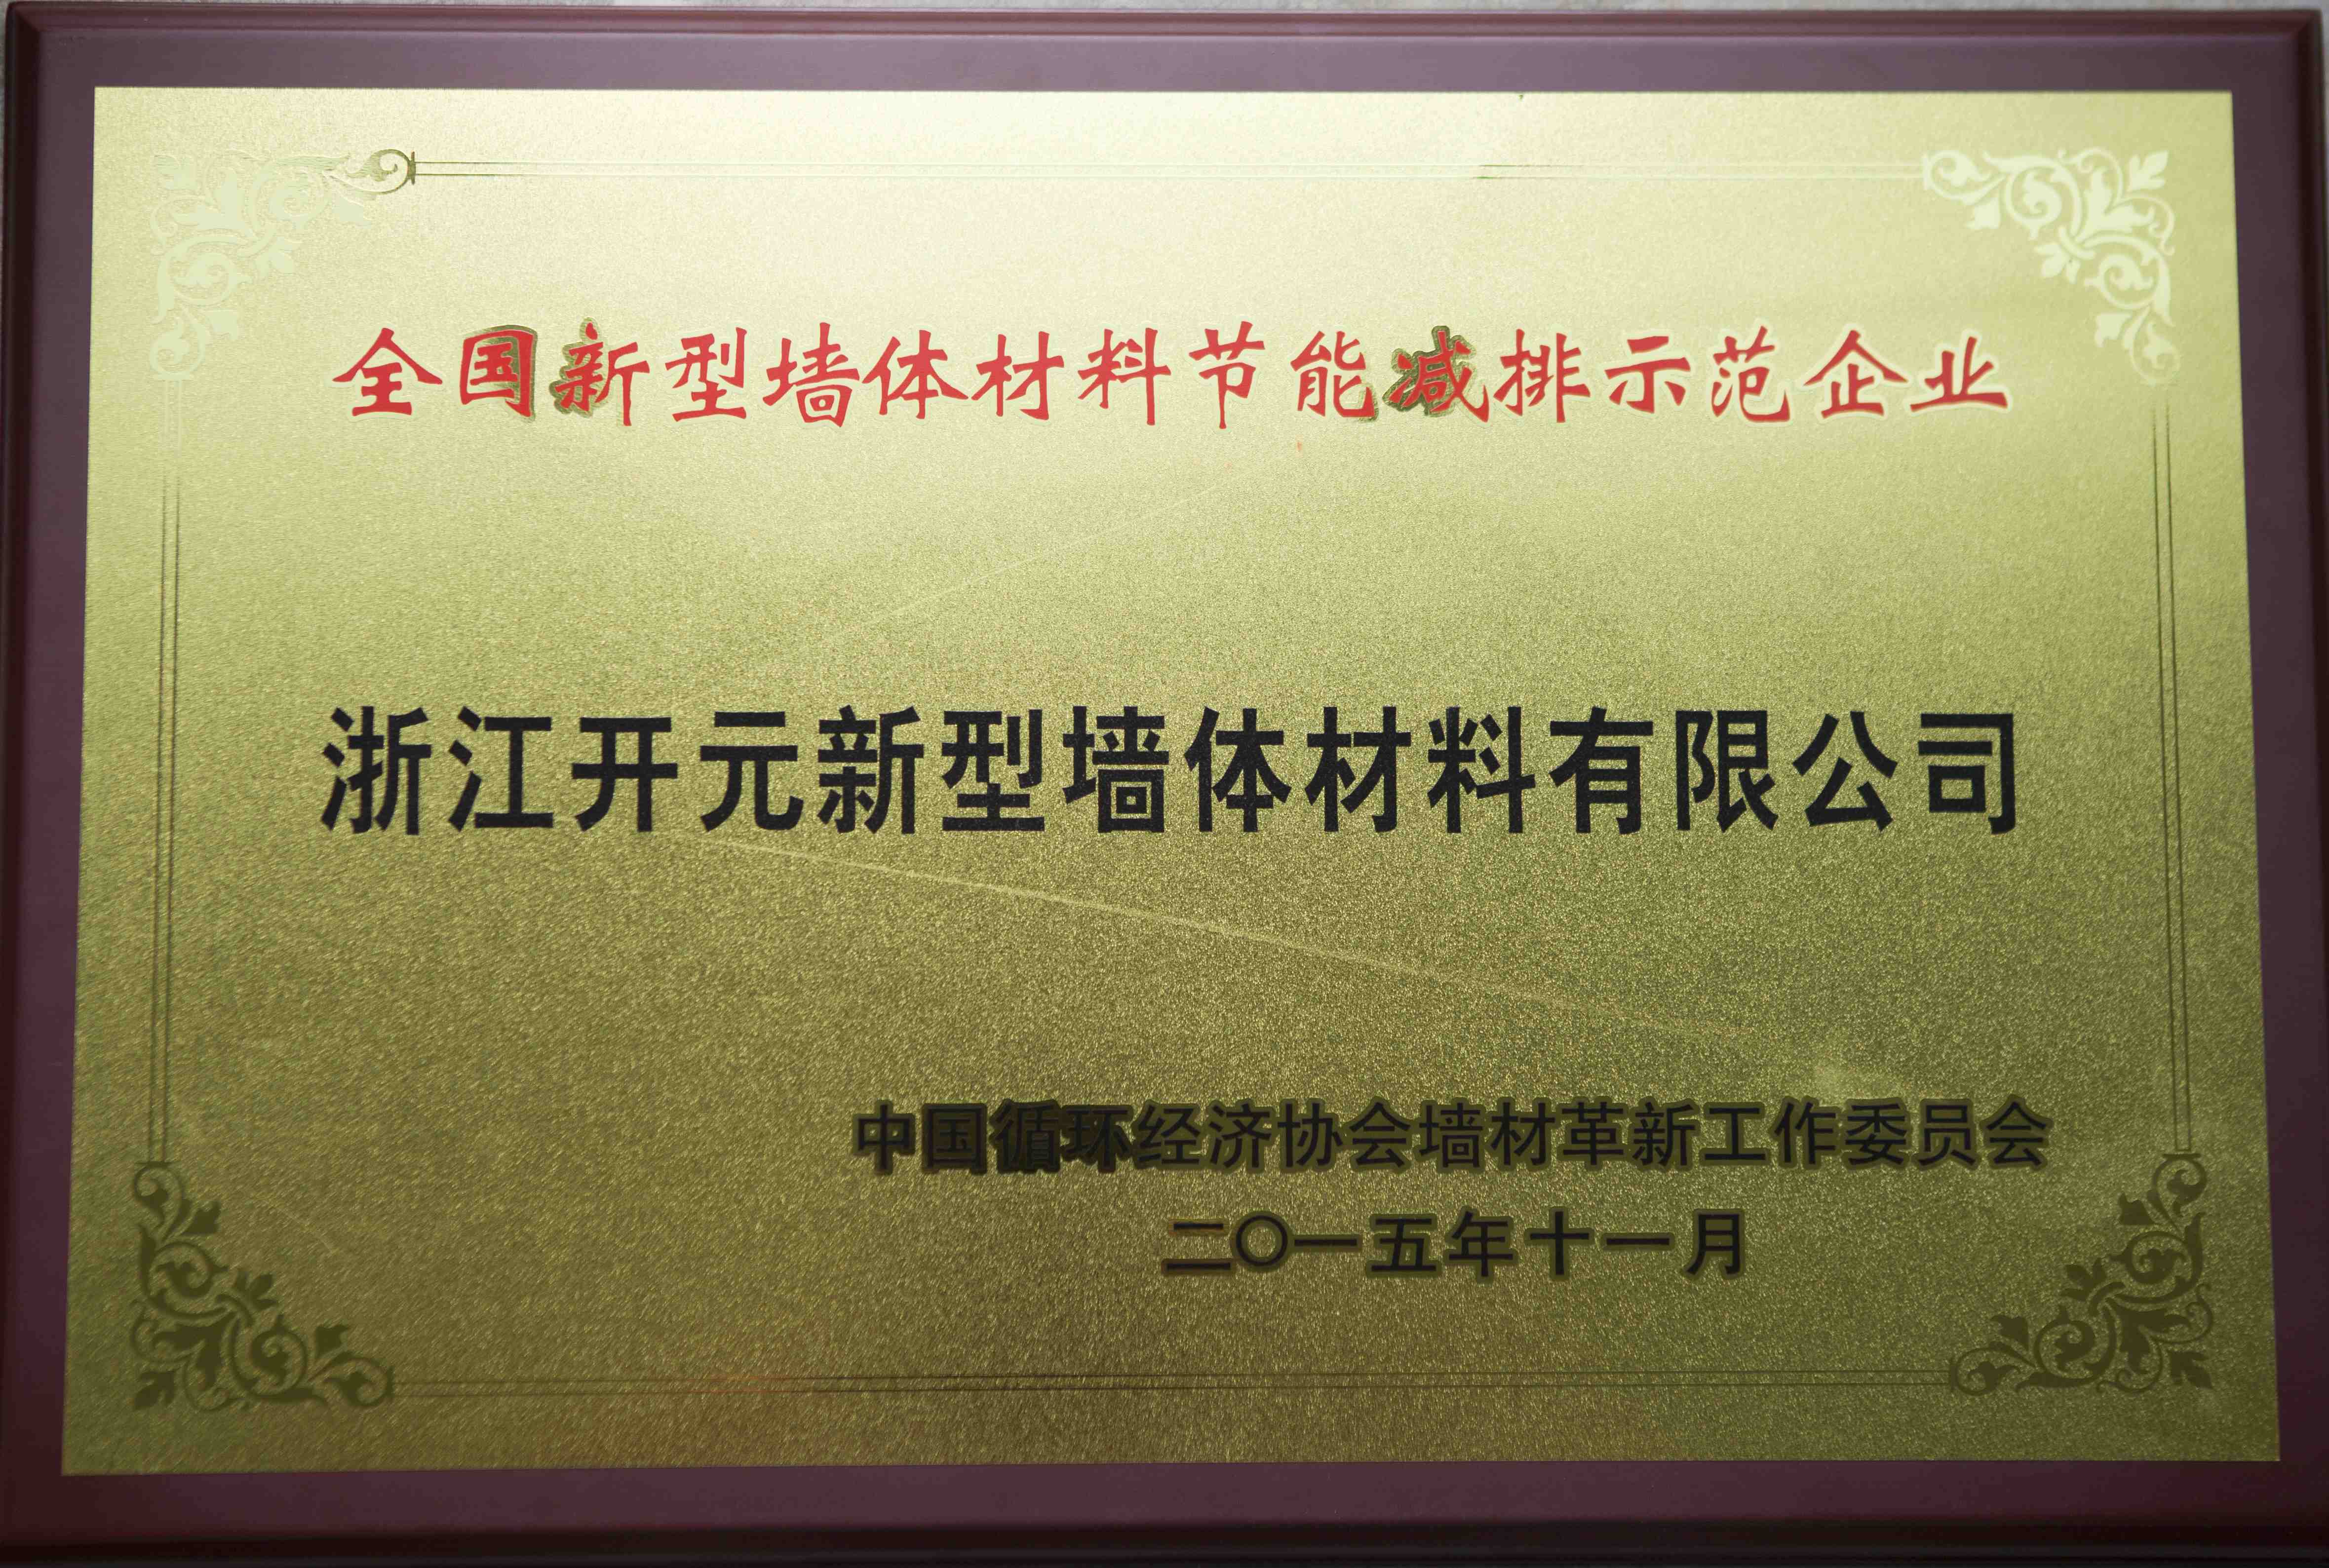 全国新型墙体材料节能减排示范企业
浙江开元新型墙体材料有限公司
中国循环经济协会墙材革新工作委员会
二〇一五年十一月